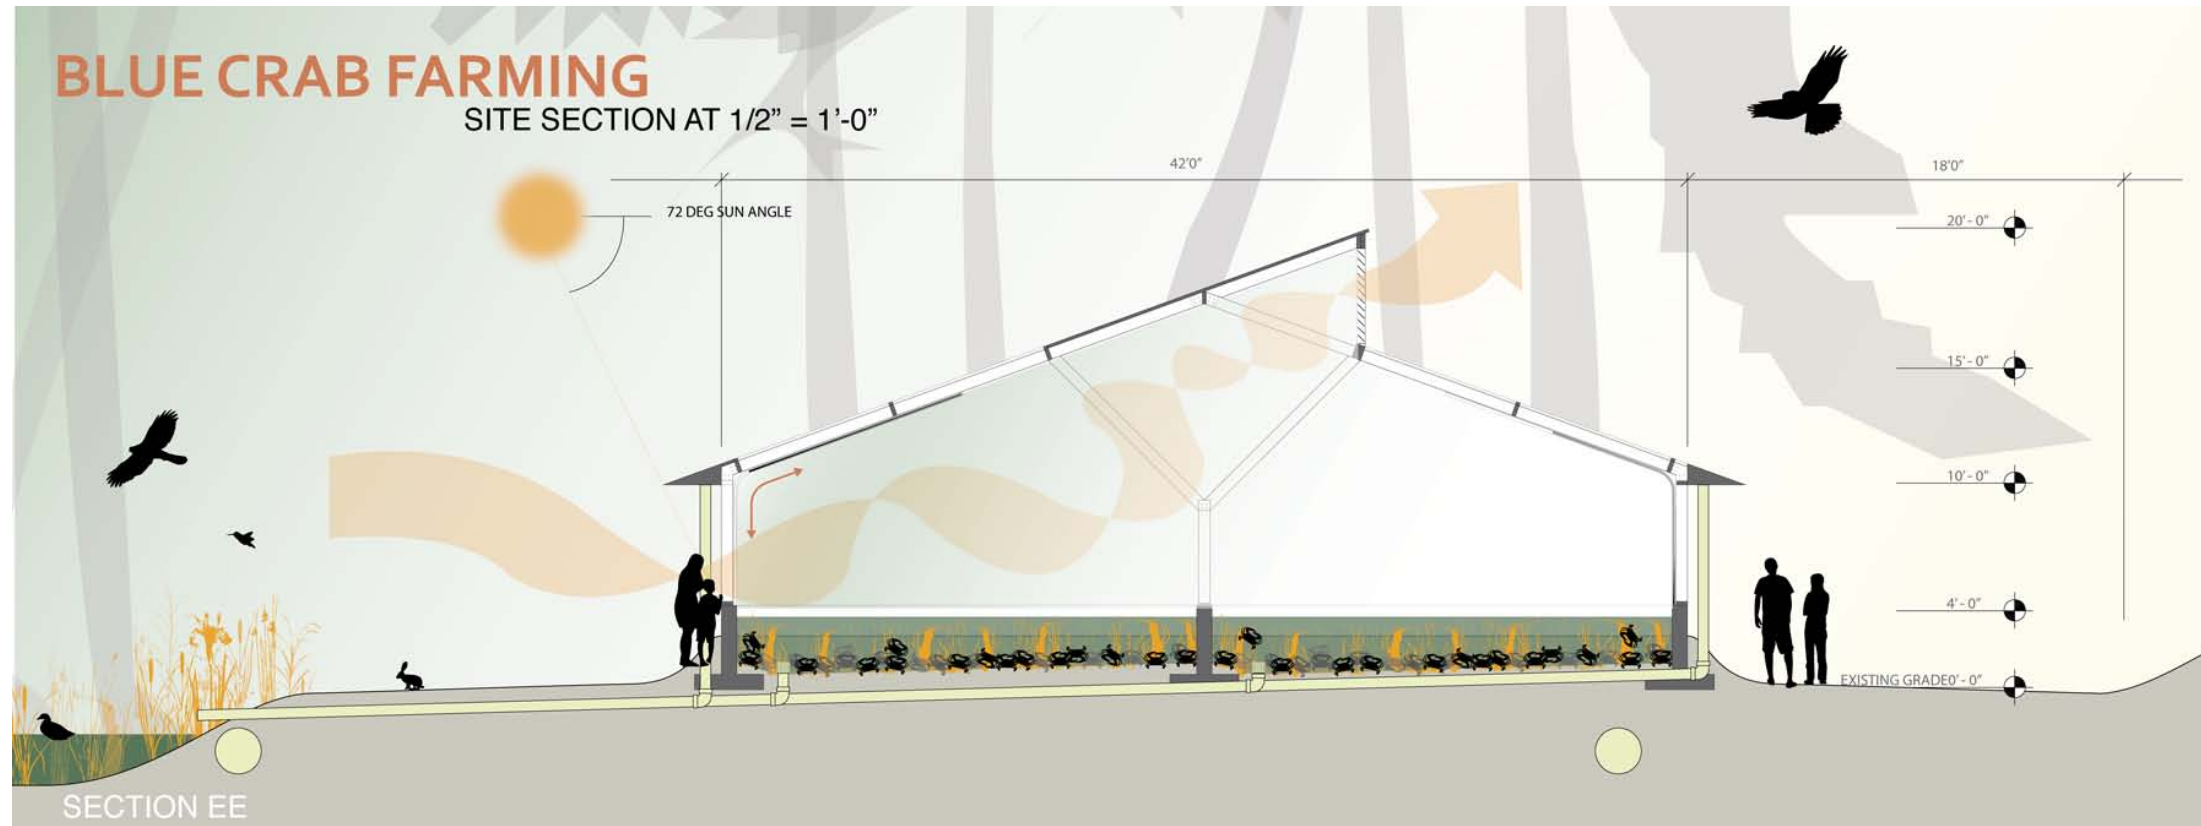 BLUE CRAB FARMING
SITE SECTION AT 1/2" = 1'-0"
42'0"
18'0"
72 DEG SUN ANGLE
20' - 0"
15' - 0"
10' - 0"
4' - 0"
EXISTING GRADE0' - 0"
SECTION EE